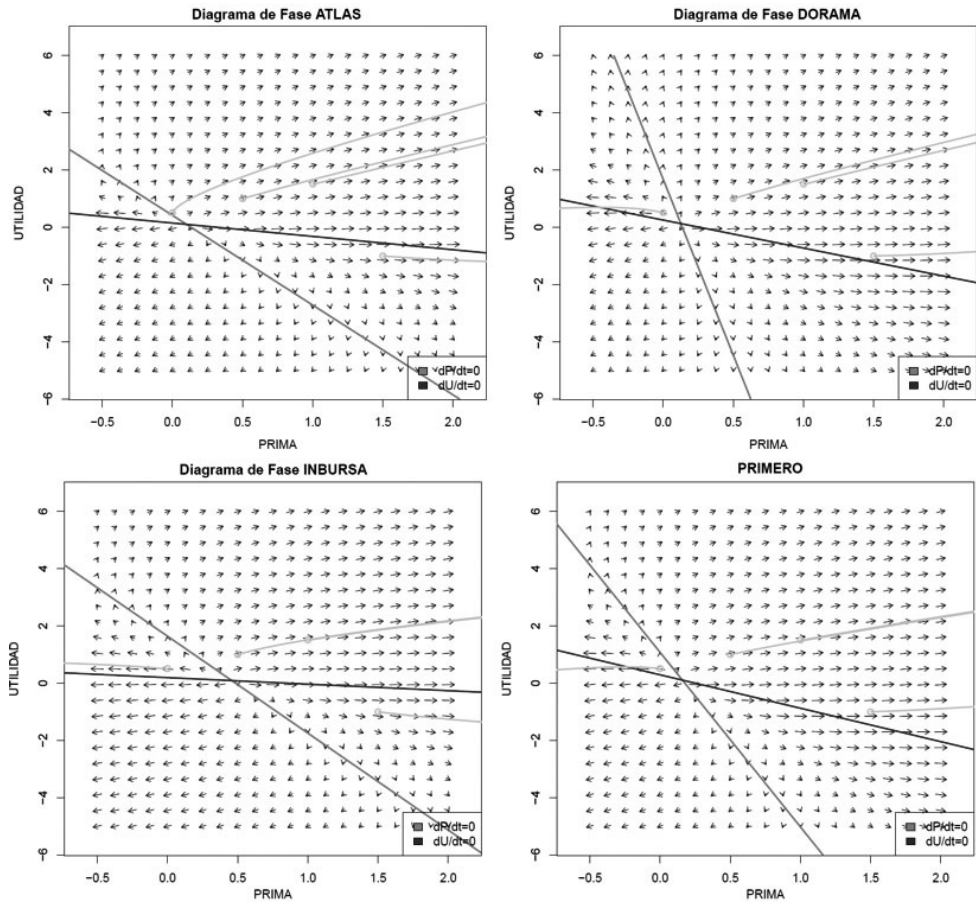 Diagrama de Fase ATLAS
UTILIDAD
6
4
2
0
−2
−4
−6
−0.5 0.0 0.5 1.0 1.5 2.0
PRIMA
dP/dt=0
dU/dt=0
Diagrama de Fase DORAMA
UTILIDAD
6
4
2
0
−2
−4
−6
−0.5 0.0 0.5 1.0 1.5 2.0
PRIMA
dP/dt=0
dU/dt=0
Diagrama de Fase INBURSA
UTILIDAD
6
4
2
0
−2
−4
−6
−0.5 0.0 0.5 1.0 1.5 2.0
PRIMA
dP/dt=0
dU/dt=0
PRIMERO
UTILIDAD
6
4
2
0
−2
−4
−6
−0.5 0.0 0.5 1.0 1.5 2.0
PRIMA
dP/dt=0
dU/dt=0